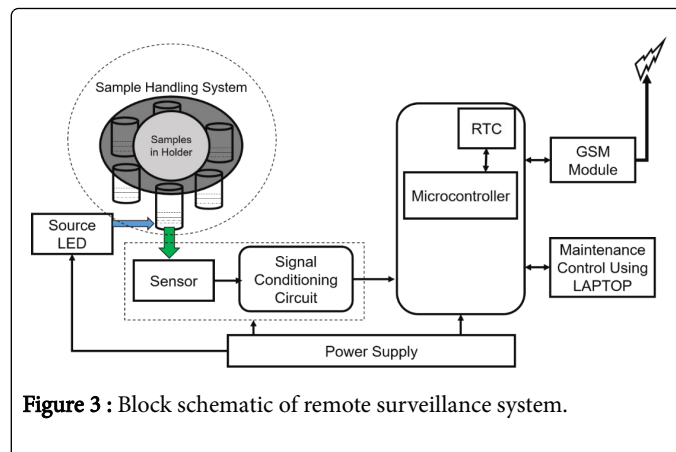 Sample Handling System
Samples
in Holder
Source
LED
Sensor
Signal
Conditioning
Circuit
RTC
Microcontroller
GSM
Module
Maintenance
Control Using
LAPTOP
Power Supply
Figure 3 : Block schematic of remote surveillance system.